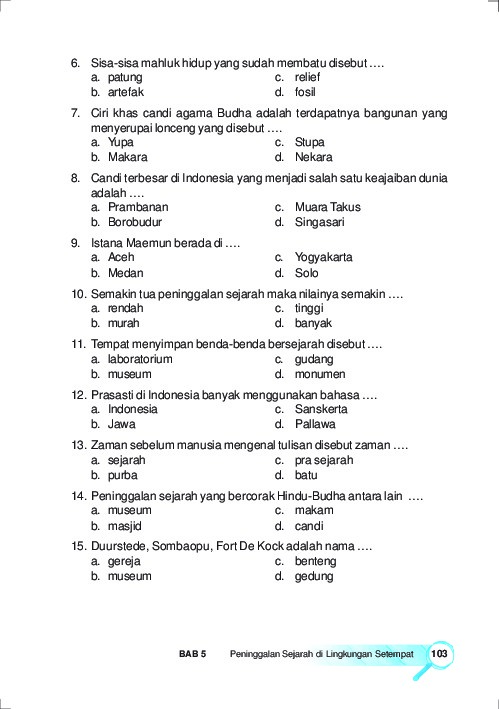 6. Sisa-sisa mahluk hidup yang sudah membatu disebut ....
a. patung c. relief
b. artefak d. fosil
7. Ciri khas candi agama Budha adalah terdapatnya bangunan yang
menyerupai lonceng yang disebut ....
a. Yupa c. Stupa
b. Makara d. Nekara
8. Candi terbesar di Indonesia yang menjadi salah satu keajaiban dunia
adalah ....
a. Prambanan c. Muara Takus
b. Borobudur d. Singasari
9. Istana Maemun berada di ....
a. Aceh c. Yogyakarta
b. Medan d. Solo
10. Semakin tua peninggalan sejarah maka nilainya semakin ....
a. rendah c. tinggi
b. murah d. banyak
11. Tempat menyimpan benda-benda bersejarah disebut ....
a. laboratorium c. gudang
b. museum d. monumen
12. Prasasti di Indonesia banyak menggunakan bahasa ....
a. Indonesia c. Sanskerta
b. Jawa d. Pallawa
13. Zaman sebelum manusia mengenal tulisan disebut zaman ....
a. sejarah c. pra sejarah
b. purba d. batu
14. Peninggalan sejarah yang bercorak Hindu-Budha antara lain ....
a. museum c. makam
b. masjid d. candi
15. Duurstede, Sombaopu, Fort De Kock adalah nama ....
a. gereja c. benteng
b. museum d. gedung
BAB 5 Peninggalan Sejarah di Lingkungan Setempat 103